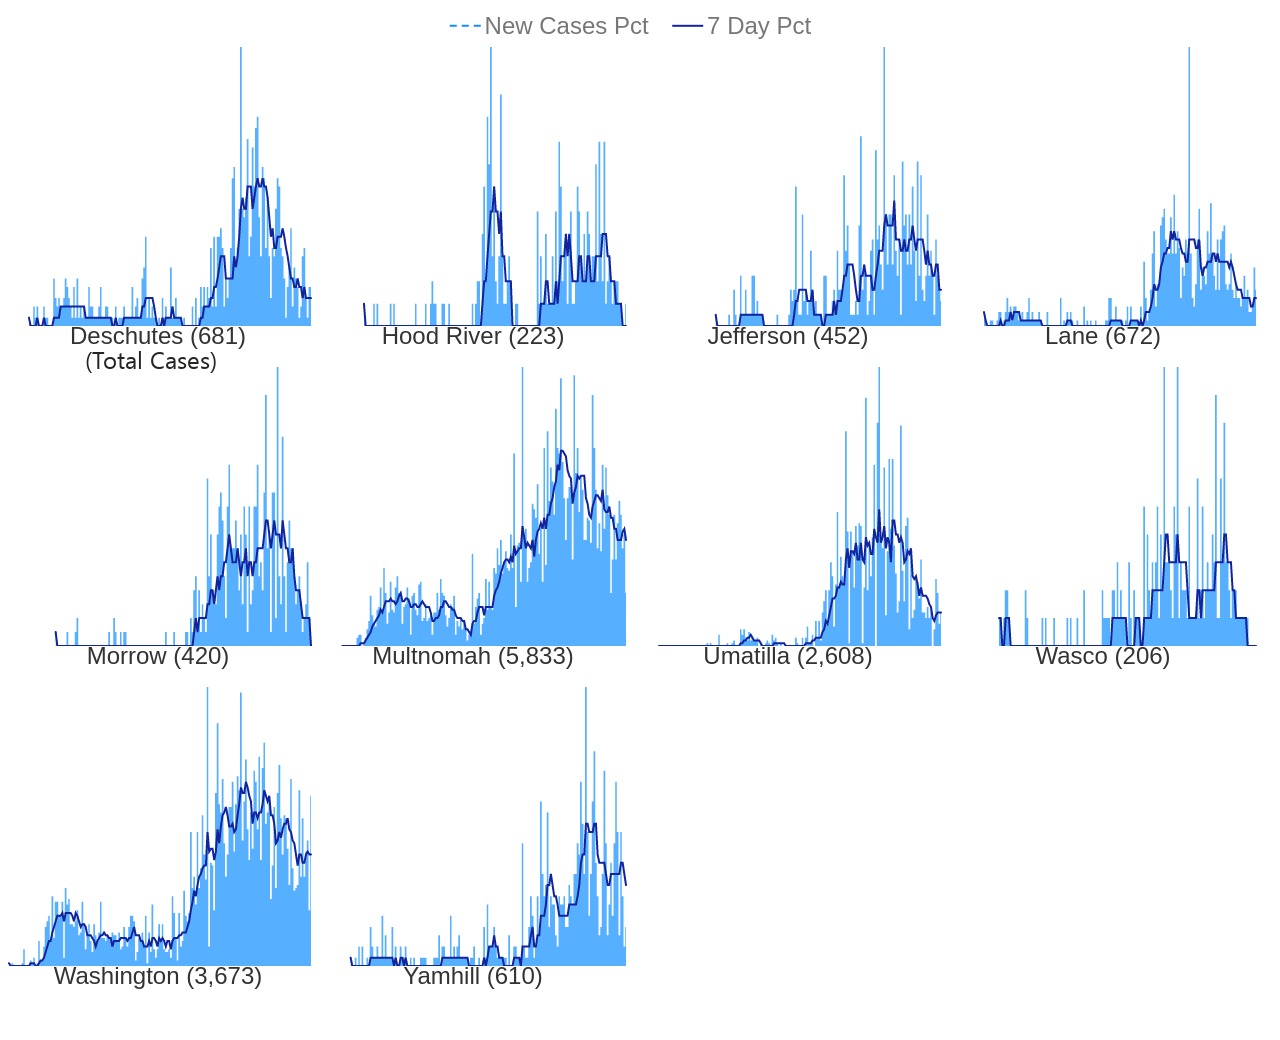 New Cases Pct 7 Day Pct
Deschutes (681) Hood River (223) Jefferson (452) Lane (672)
(Total Cases)
Morrow (420) Multnomah (5,833) Umatilla (2,608) Wasco (206)
Washington (3,673) Yamhill (610)